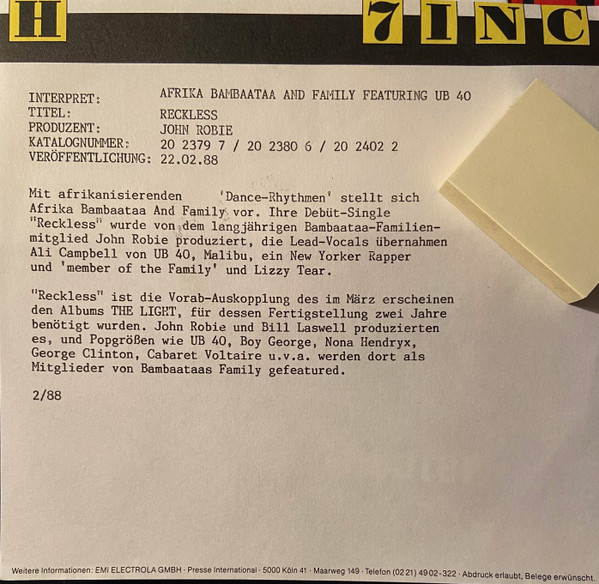 H 7INC
INTERPRET: AFRIKA BAMBAATAA AND FAMILY FEATURING UB 40
TITEL: RECKLESS
PRODUZENT: JOHN ROBIE
KATALOGNUMMER: 20 2379 7 / 20 2380 6 / 20 2402 2
VERÖFFENTLICHUNG: 22.02.88
Mit afrikanisierenden 'Dance-Rhythmen' stellt sich
Afrika Bambaataa And Family vor. Ihre Debüt-Single
"Reckless" wurde von dem langjährigen Bambaataa-Familien-
mitglied John Robie produziert, die Lead-Vocals übernahmen
Ali Campbell von UB 40, Malibu, ein New Yorker Rapper
und 'member of the Family' und Lizzy Tear.
"Reckless" ist die Vorab-Auskopplung des im März erscheinen
den Albums THE LIGHT, für dessen Fertigstellung zwei Jahre
benötigt wurden. John Robie und Bill Laswell produzierten
es, und Popgrößen wie UB 40, Boy George, Nona Hendryx,
George Clinton, Cabaret Voltaire u.v.a. werden dort als
Mitglieder von Bambaataas Family gefeatured.
2/88
Weitere Informationen: EMI ELECTROLA GMBH · Presse International · 5000 Köln 41 · Maarweg 149 · Telefon (02 21) 49 02-322 · Abdruck erlaubt, Belege erwünscht.